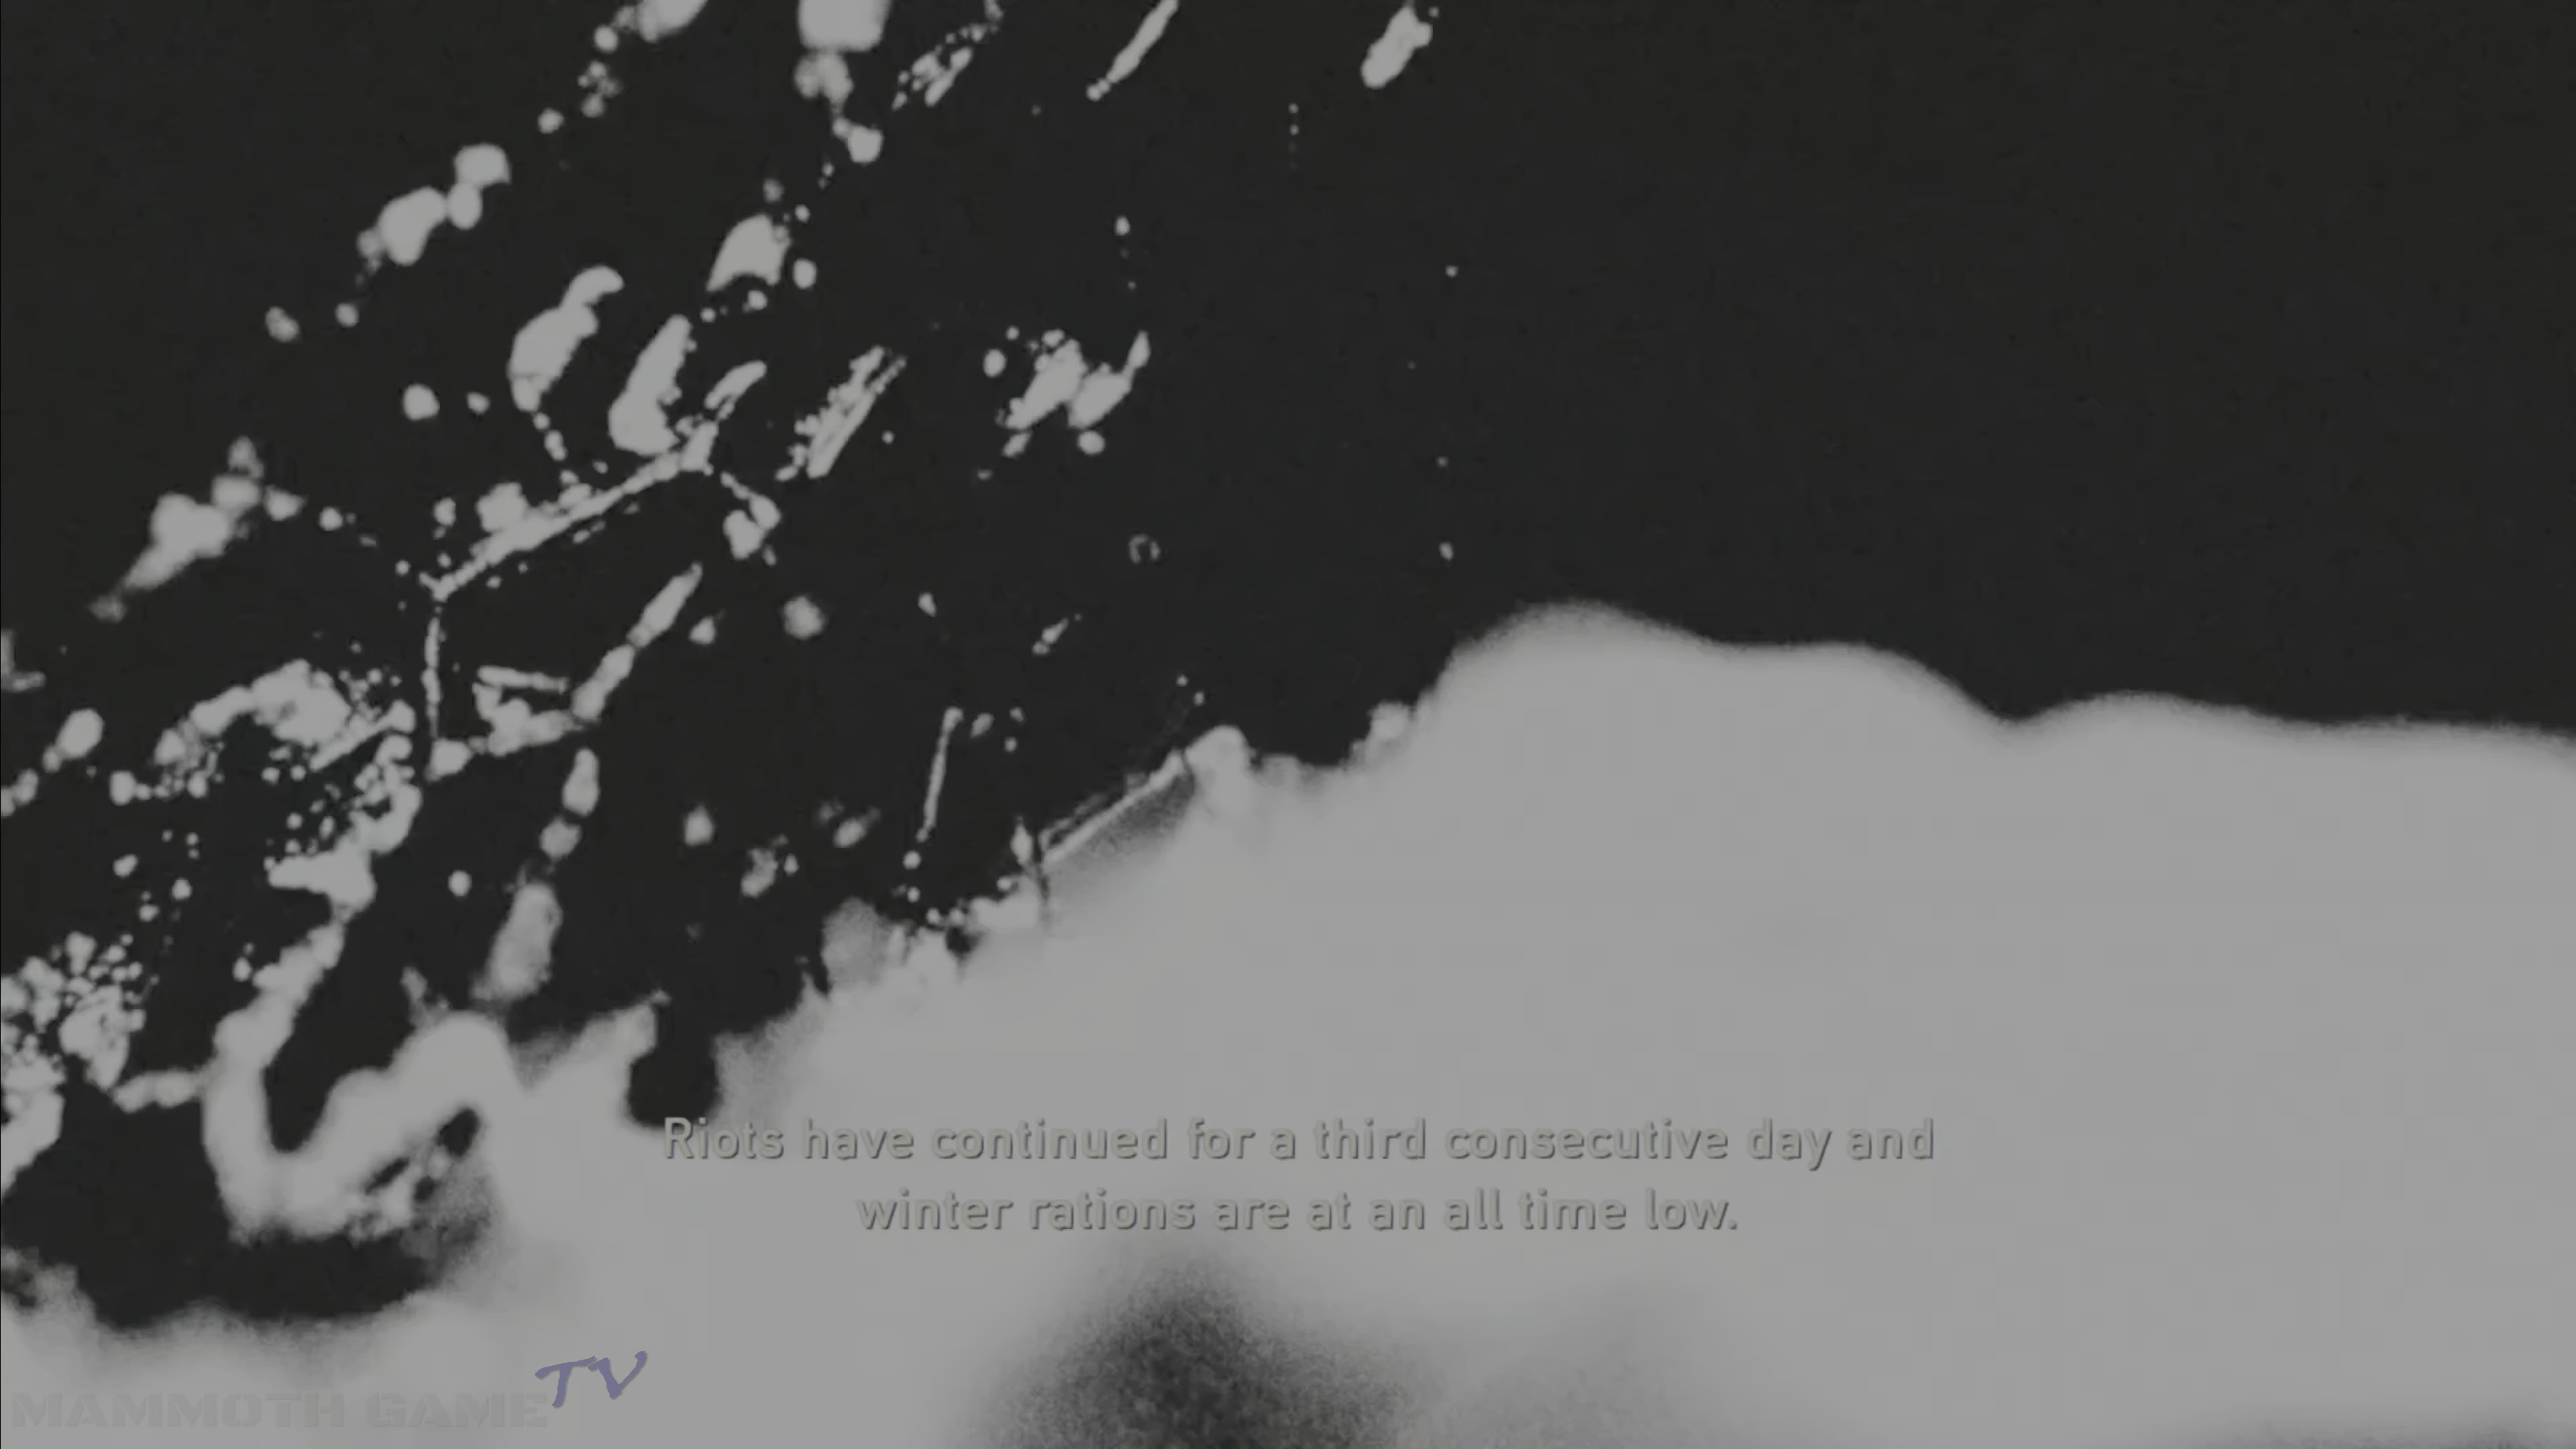 Riots have continued for a third consecutive day and
winter rations are at an all time low.
TV
MAMMOTH GAME